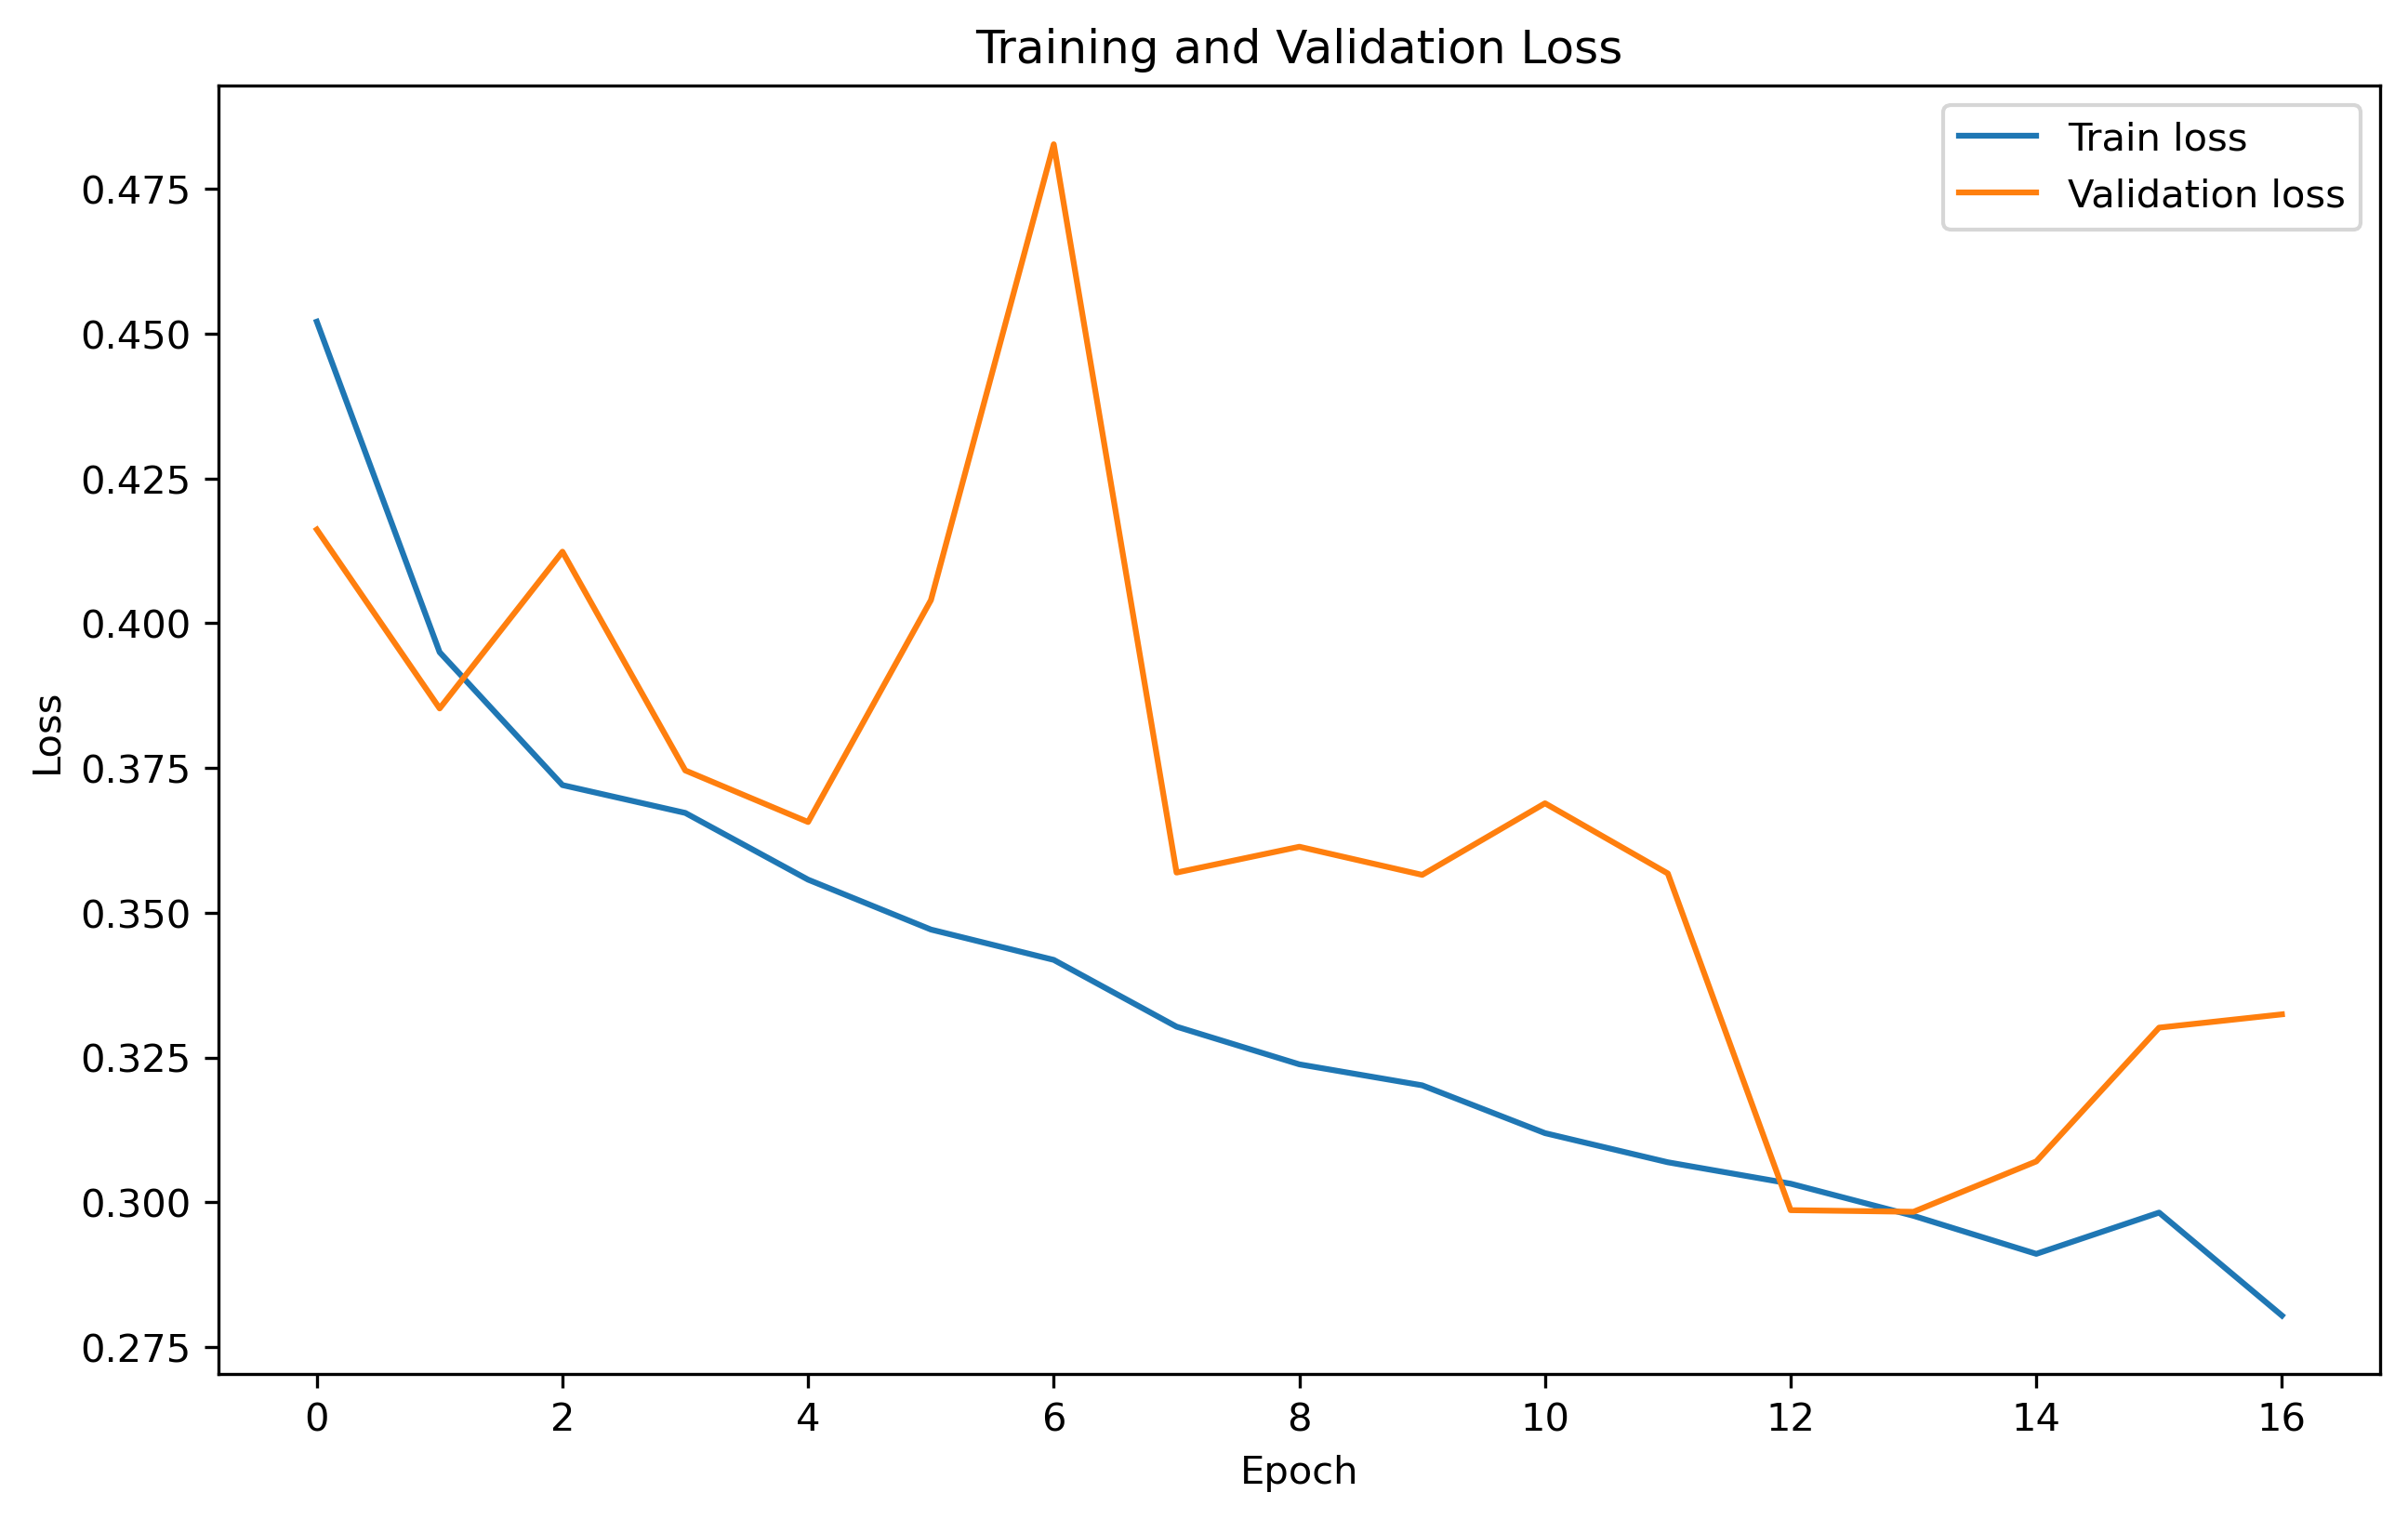 Training and Validation Loss
Train loss
Validation loss
0.475
0.450
0.425
0.400
0.375
0.350
0.325
0.300
0.275
Loss
0 2 4 6 8 10 12 14 16
Epoch